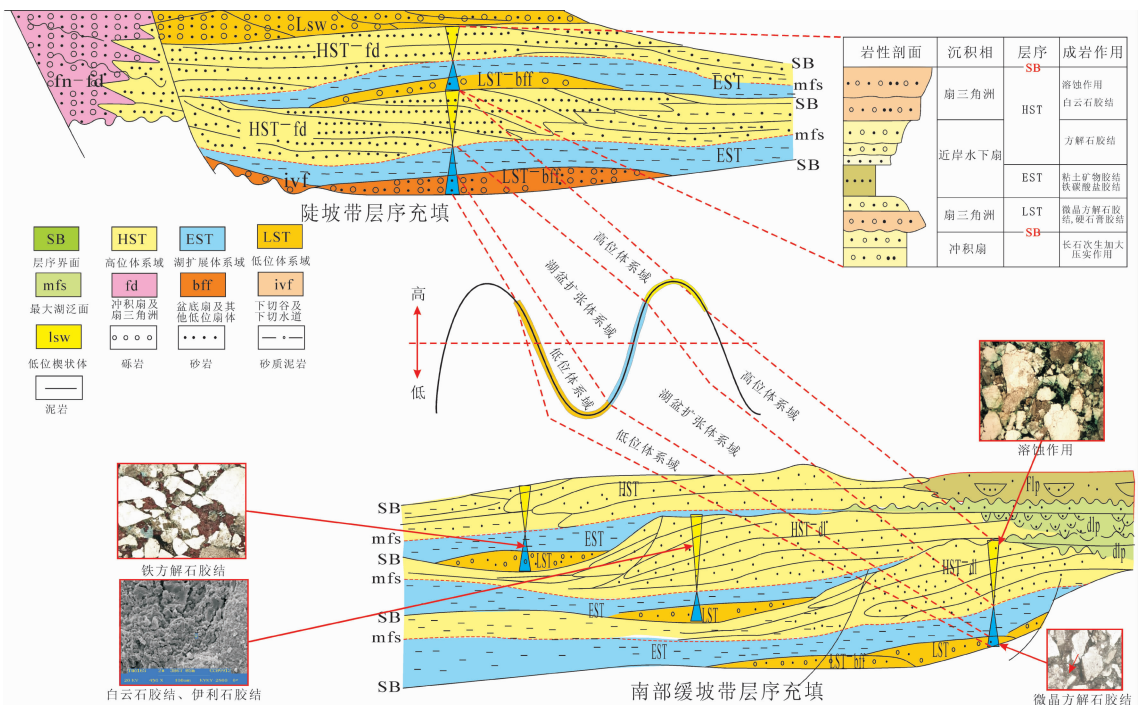 Lsw
HST-fd
LST-bff
EST
SB
mfs
SB
fn-fd
HST-fd
mfs
EST
SB
ivf
LST-bff
陡坡带层序充填
岩性剖面
沉积相
层序
成岩作用
SB
扇三角洲
HST
溶蚀作用
白云石胶结
近岸水下扇
方解石胶结
EST
粘土矿物胶结
铁碳酸盐胶结
扇三角洲
LST
微晶方解石胶
结,硬石膏胶结
SB
冲积扇
长石次生加大
压实作用
SB
HST
EST
LST
层序界面
高位体系域
湖扩展体系域
低位体系域
mfs
fd
bff
ivf
最大湖泛面
冲积扇及
扇三角洲
盆底扇及其
他低位扇体
下切谷及
下切水道
lsw
低位楔状体
砾岩
砂岩
砂质泥岩
泥岩
高
低
高位体系域
湖盆扩张体系域
低位体系域
高位体系域
湖盆扩张体系域
低位体系域
溶蚀作用
铁方解石胶结
白云石胶结、伊利石胶结
微晶方解石胶结
HST
Flp
SB
EST
HST-dl
dlp
mfs
SB
LST
HST-dl
dlp
mfs
EST
LST
SB
mfs
EST
LST
LST-bff
SB
南部缓坡带层序充填